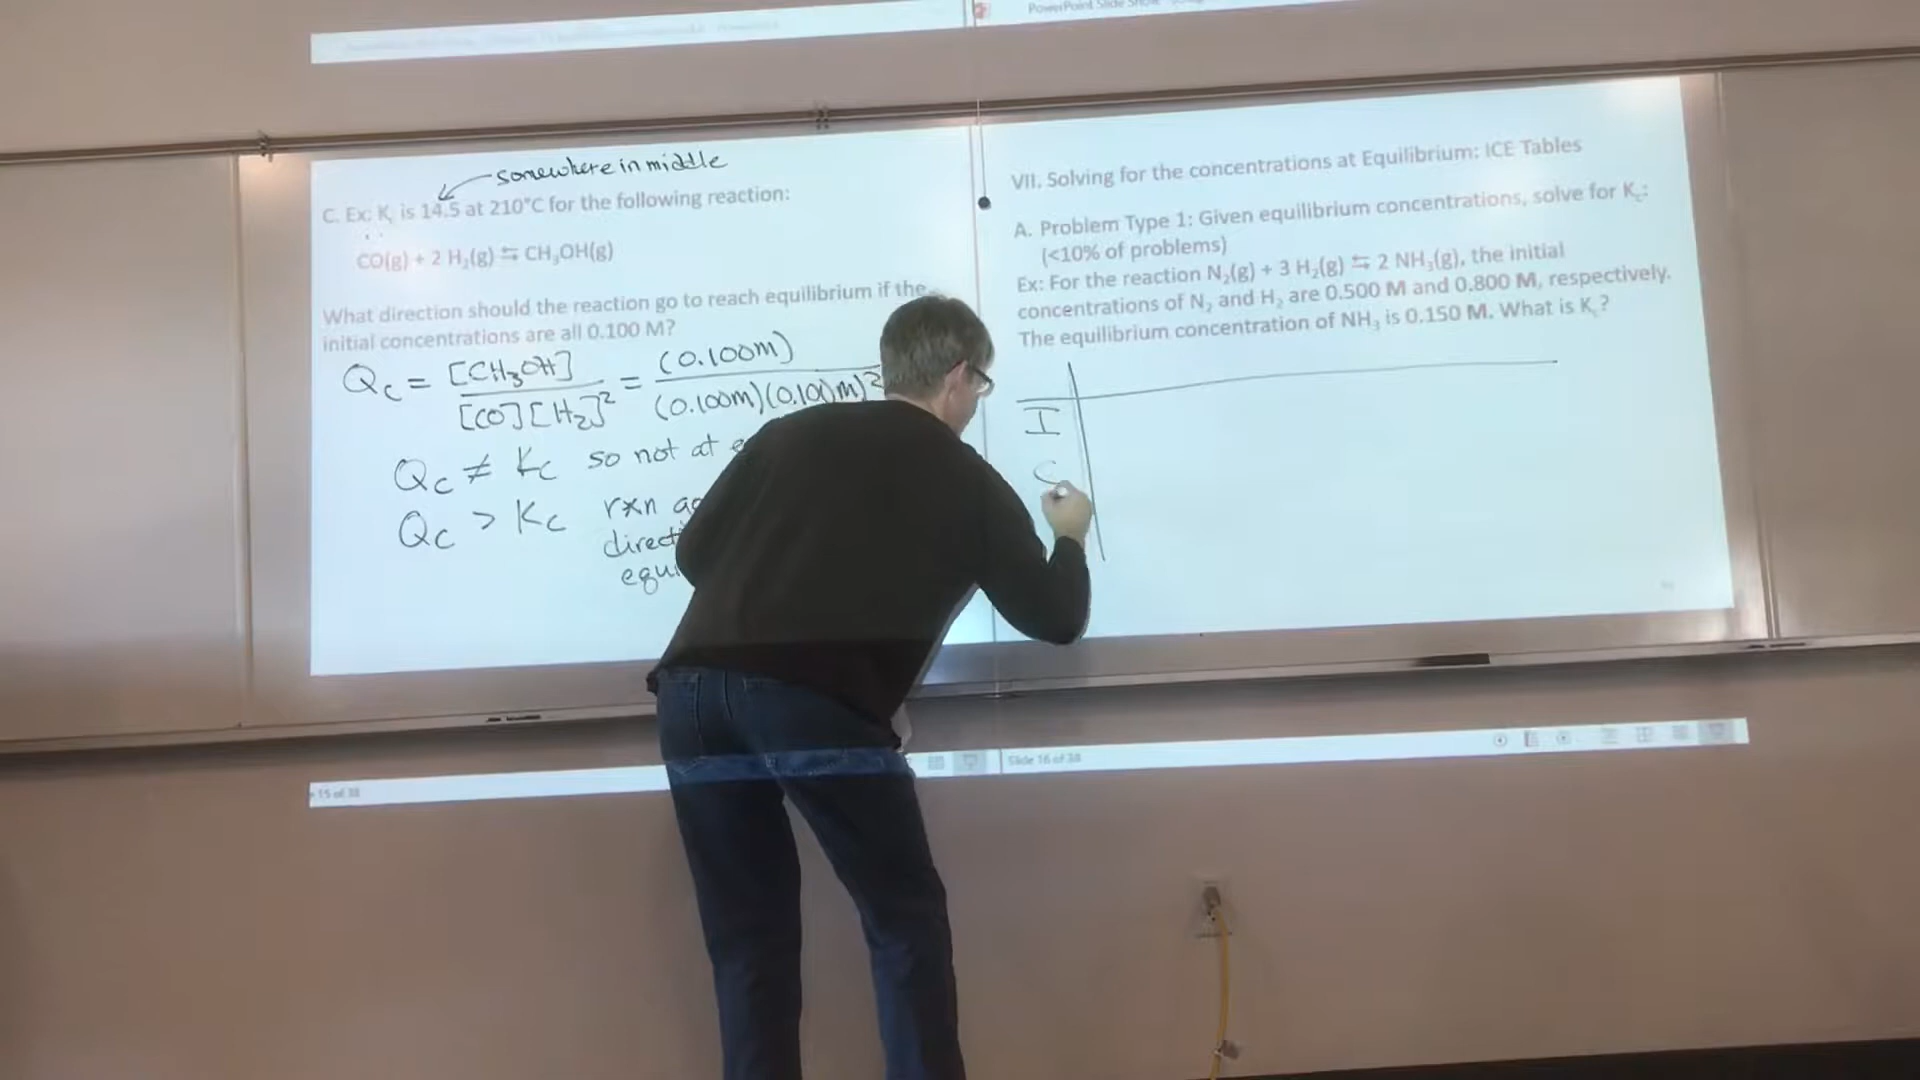 PowerPoint Slide Show
somewhere in middle
C. Ex: Kc is 14.5 at 210°C for the following reaction:
CO(g) + 2 H₂(g) ⇆ CH₃OH(g)
What direction should the reaction go to reach equilibrium if the
initial concentrations are all 0.100 M?
Qc = [CH₃OH] / [CO][H₂]² = (0.100m) / (0.100m)(0.100m)²
Qc ≠ Kc so not at
Qc > Kc rxn
VII. Solving for the concentrations at Equilibrium: ICE Tables
A. Problem Type 1: Given equilibrium concentrations, solve for Kc:
(<10% of problems)
Ex: For the reaction N₂(g) + 3 H₂(g) ⇆ 2 NH₃(g), the initial
concentrations of N₂ and H₂ are 0.500 M and 0.800 M, respectively.
The equilibrium concentration of NH₃ is 0.150 M. What is Kc?
I
C
15 of 38
Slide 16 of 38